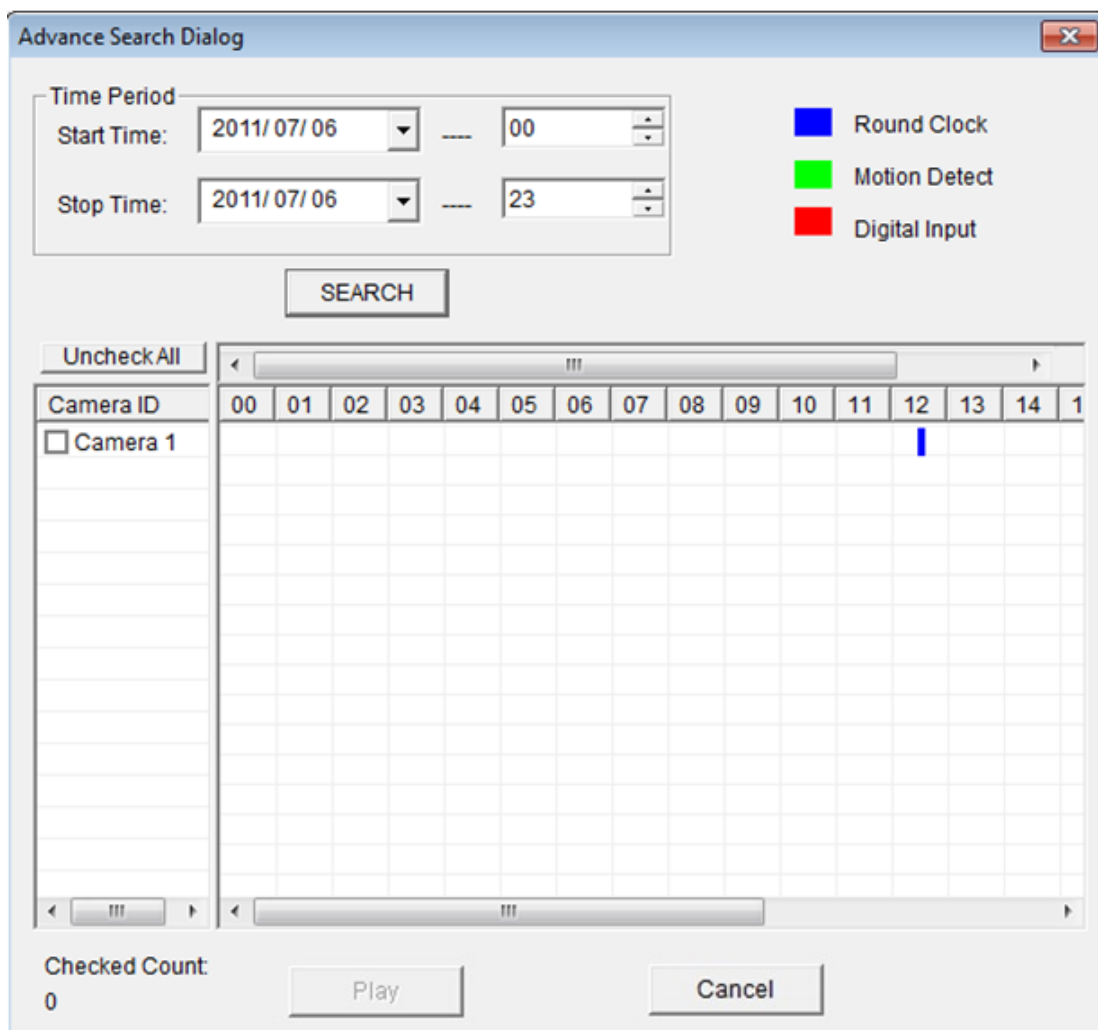 Advance Search Dialog
Time Period
Start Time: 2011/ 07/ 06 ---- 00
Round Clock
Motion Detect
Stop Time: 2011/ 07/ 06 ---- 23
Digital Input
SEARCH
Uncheck All
Camera ID 00 01 02 03 04 05 06 07 08 09 10 11 12 13 14 1
Camera 1
Checked Count:
0
Play
Cancel